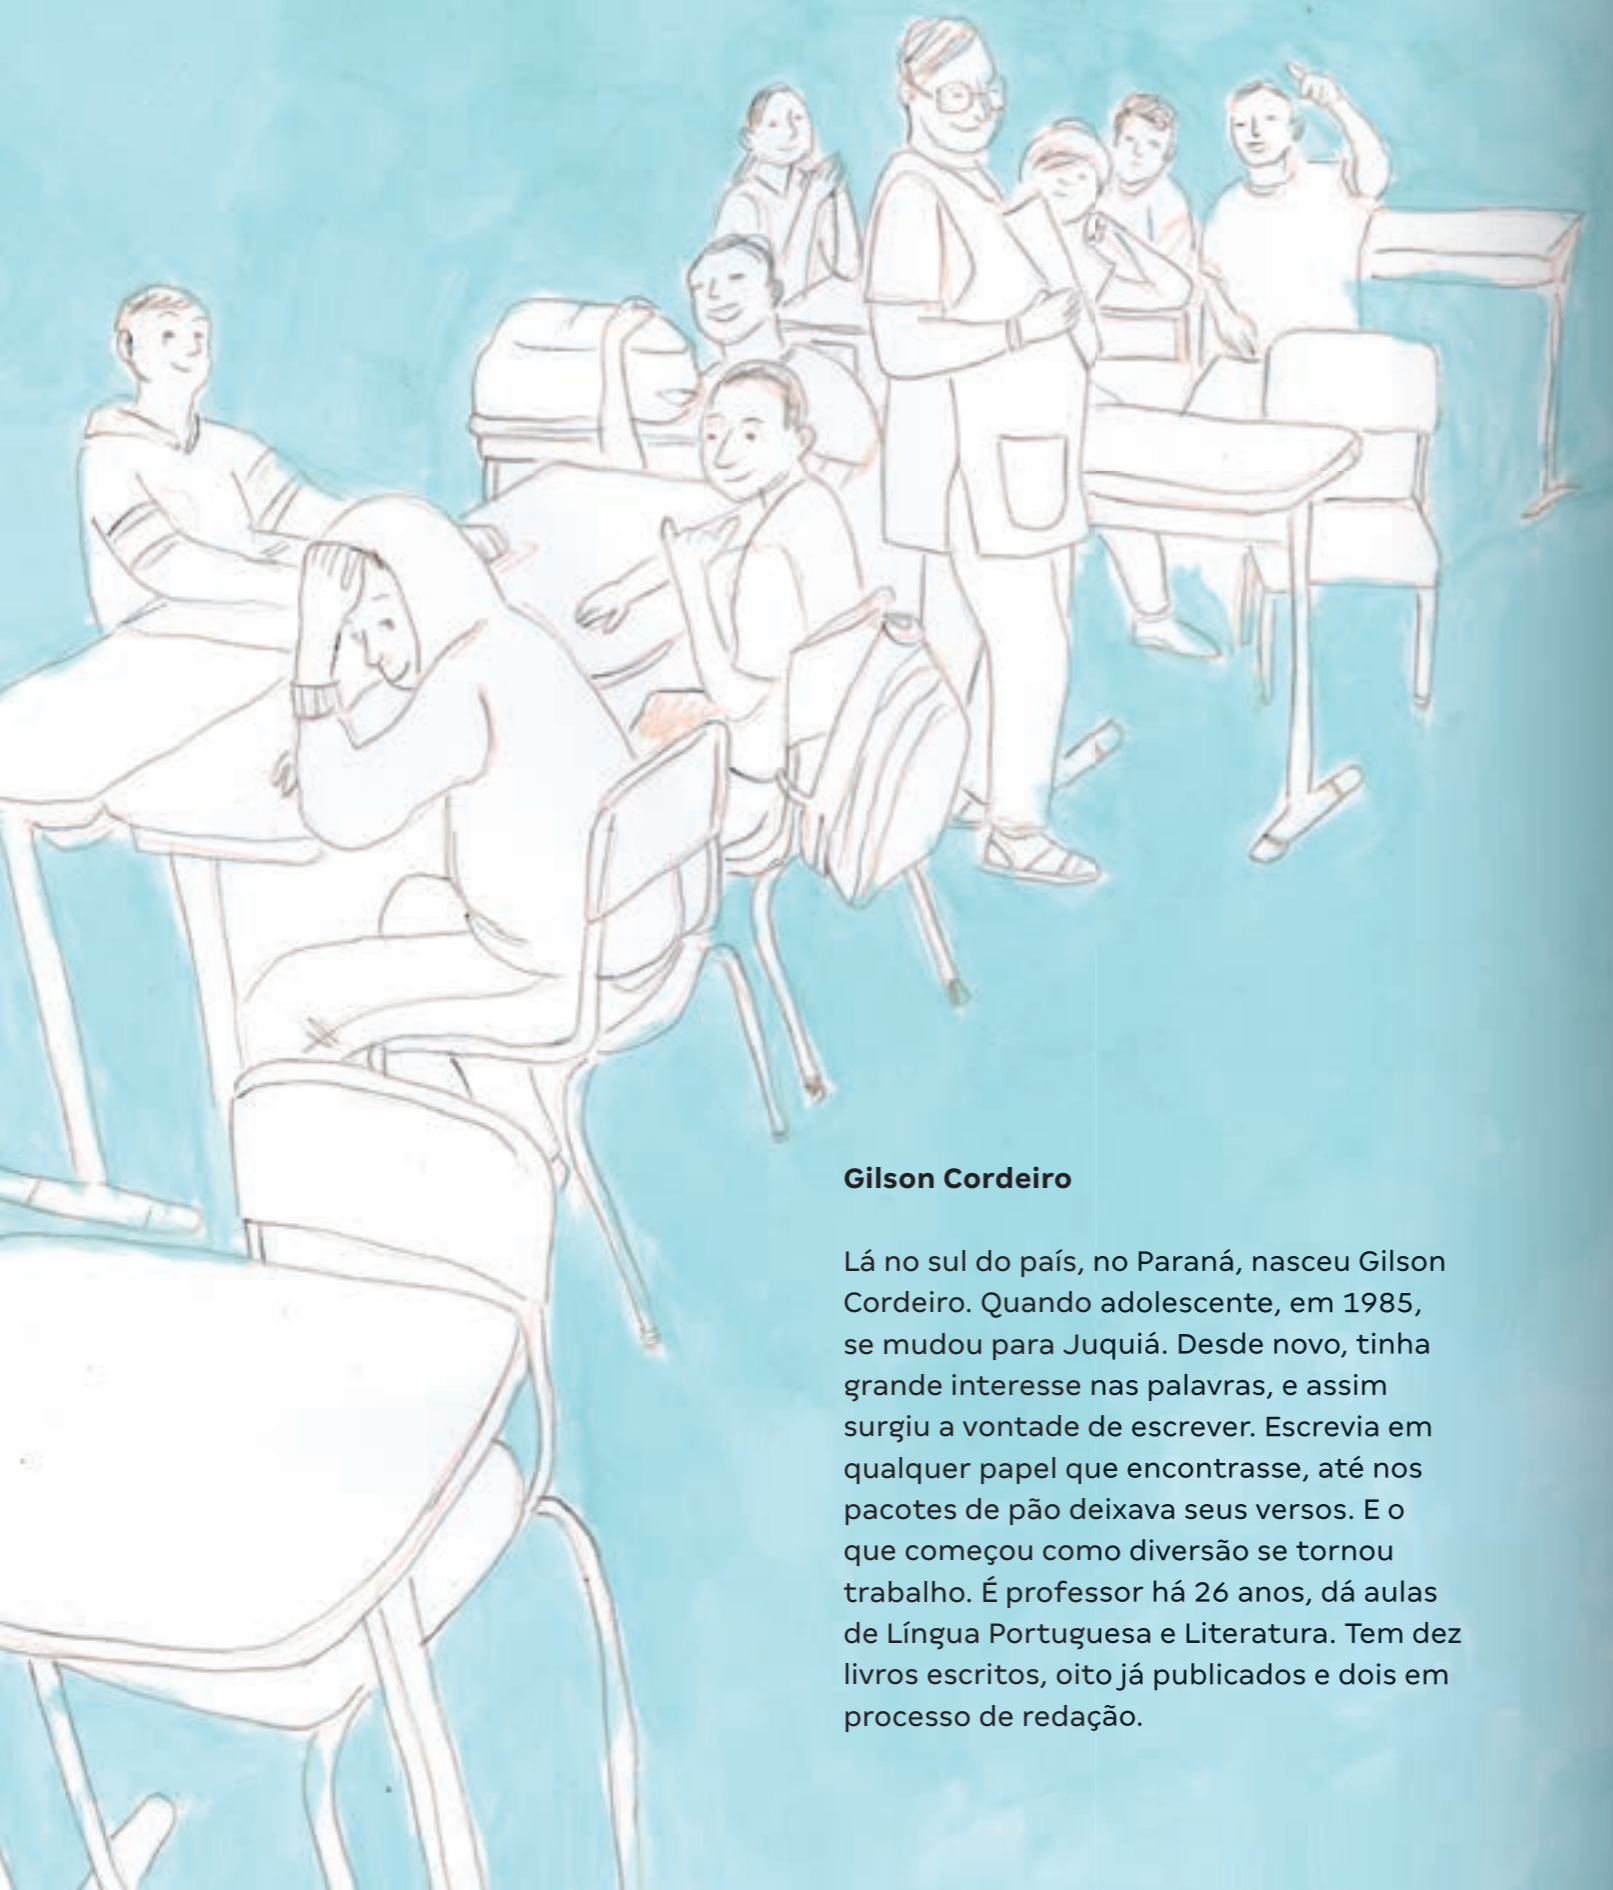 Gilson Cordeiro
Lá no sul do país, no Paraná, nasceu Gilson
Cordeiro. Quando adolescente, em 1985,
se mudou para Juquiá. Desde novo, tinha
grande interesse nas palavras, e assim
surgiu a vontade de escrever. Escrevia em
qualquer papel que encontrasse, até nos
pacotes de pão deixava seus versos. E o
que começou como diversão se tornou
trabalho. É professor há 26 anos, dá aulas
de Língua Portuguesa e Literatura. Tem dez
livros escritos, oito já publicados e dois em
processo de redação.